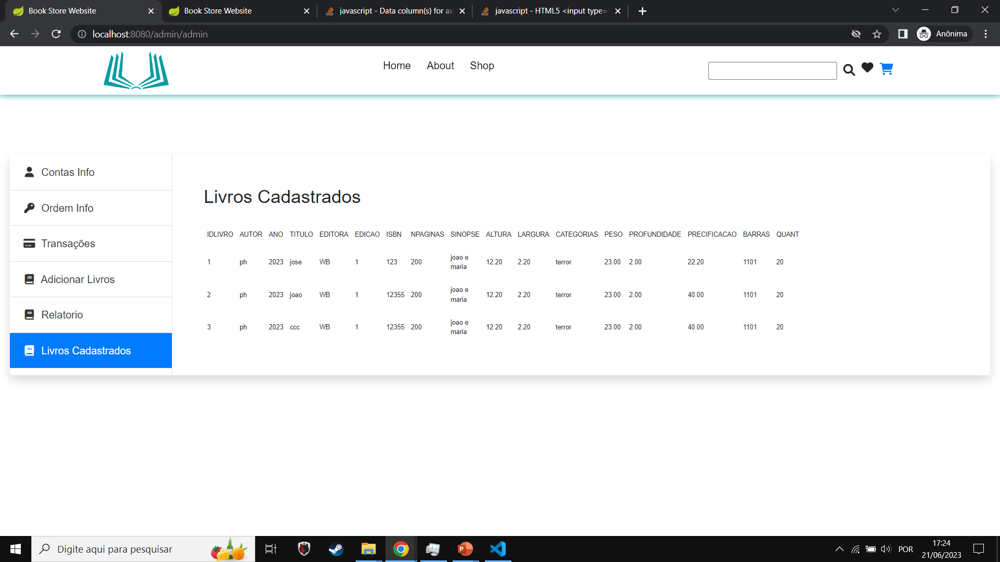 Book Store Website
Book Store Website
javascript - Data column(s) for ax
javascript - HTML5 <input type=
localhost:8080/admin/admin
Anônima
Home About Shop
Contas Info
Ordem Info
Transações
Adicionar Livros
Relatorio
Livros Cadastrados
Livros Cadastrados
IDLIVRO AUTOR ANO TITULO EDITORA EDICAO ISBN NPAGINAS SINOPSE ALTURA LARGURA CATEGORIAS PESO PROFUNDIDADE PRECIFICACAO BARRAS QUANT
1 ph 2023 jose WB 1 123 200 joao e maria 12.20 2.20 terror 23.00 2.00 22.20 1101 20
2 ph 2023 joao WB 1 12355 200 joao e maria 12.20 2.20 terror 23.00 2.00 40.00 1101 20
3 ph 2023 ccc WB 1 12355 200 joao e maria 12.20 2.20 terror 23.00 2.00 40.00 1101 20
Digite aqui para pesquisar
POR
17:24
21/06/2023